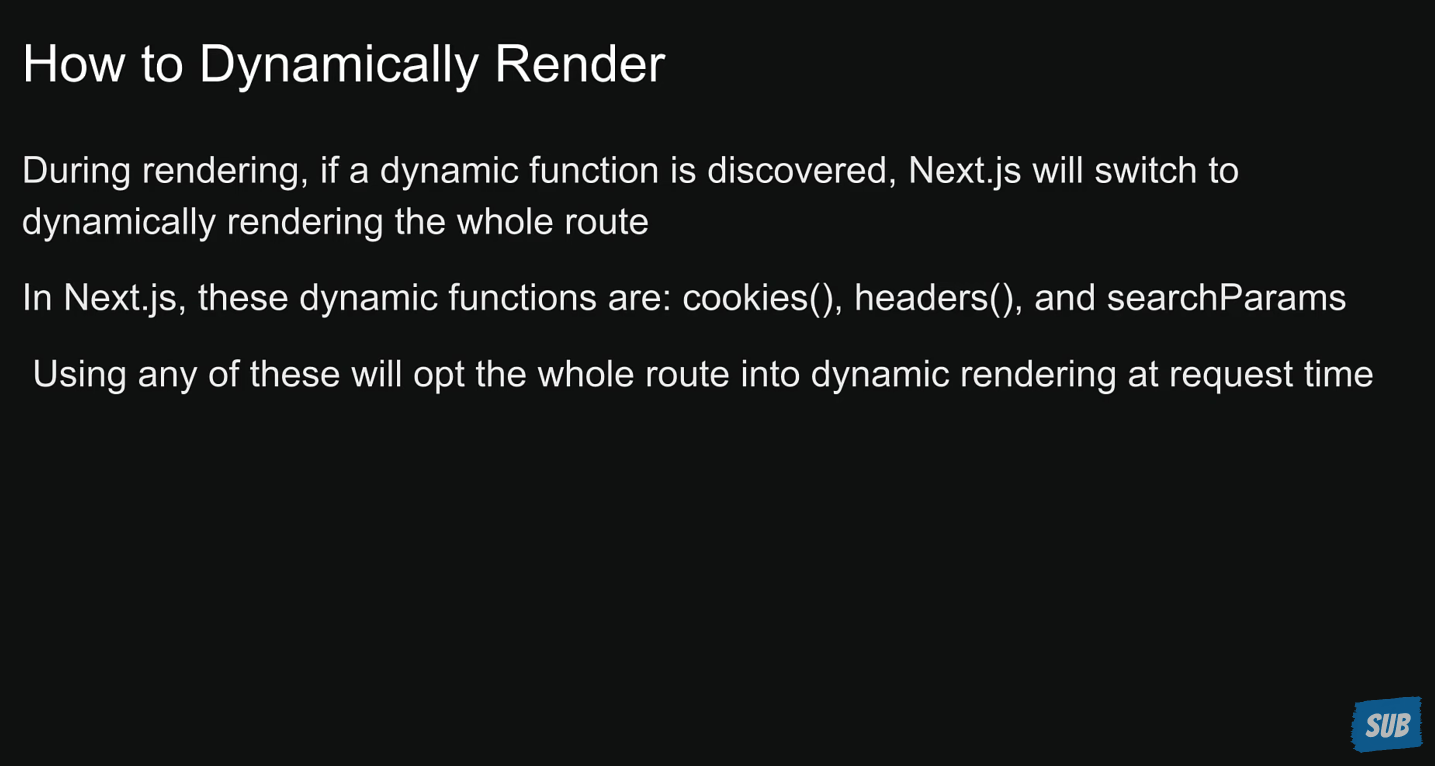 How to Dynamically Render
During rendering, if a dynamic function is discovered, Next.js will switch to
dynamically rendering the whole route
In Next.js, these dynamic functions are: cookies(), headers(), and searchParams
Using any of these will opt the whole route into dynamic rendering at request time
SUB